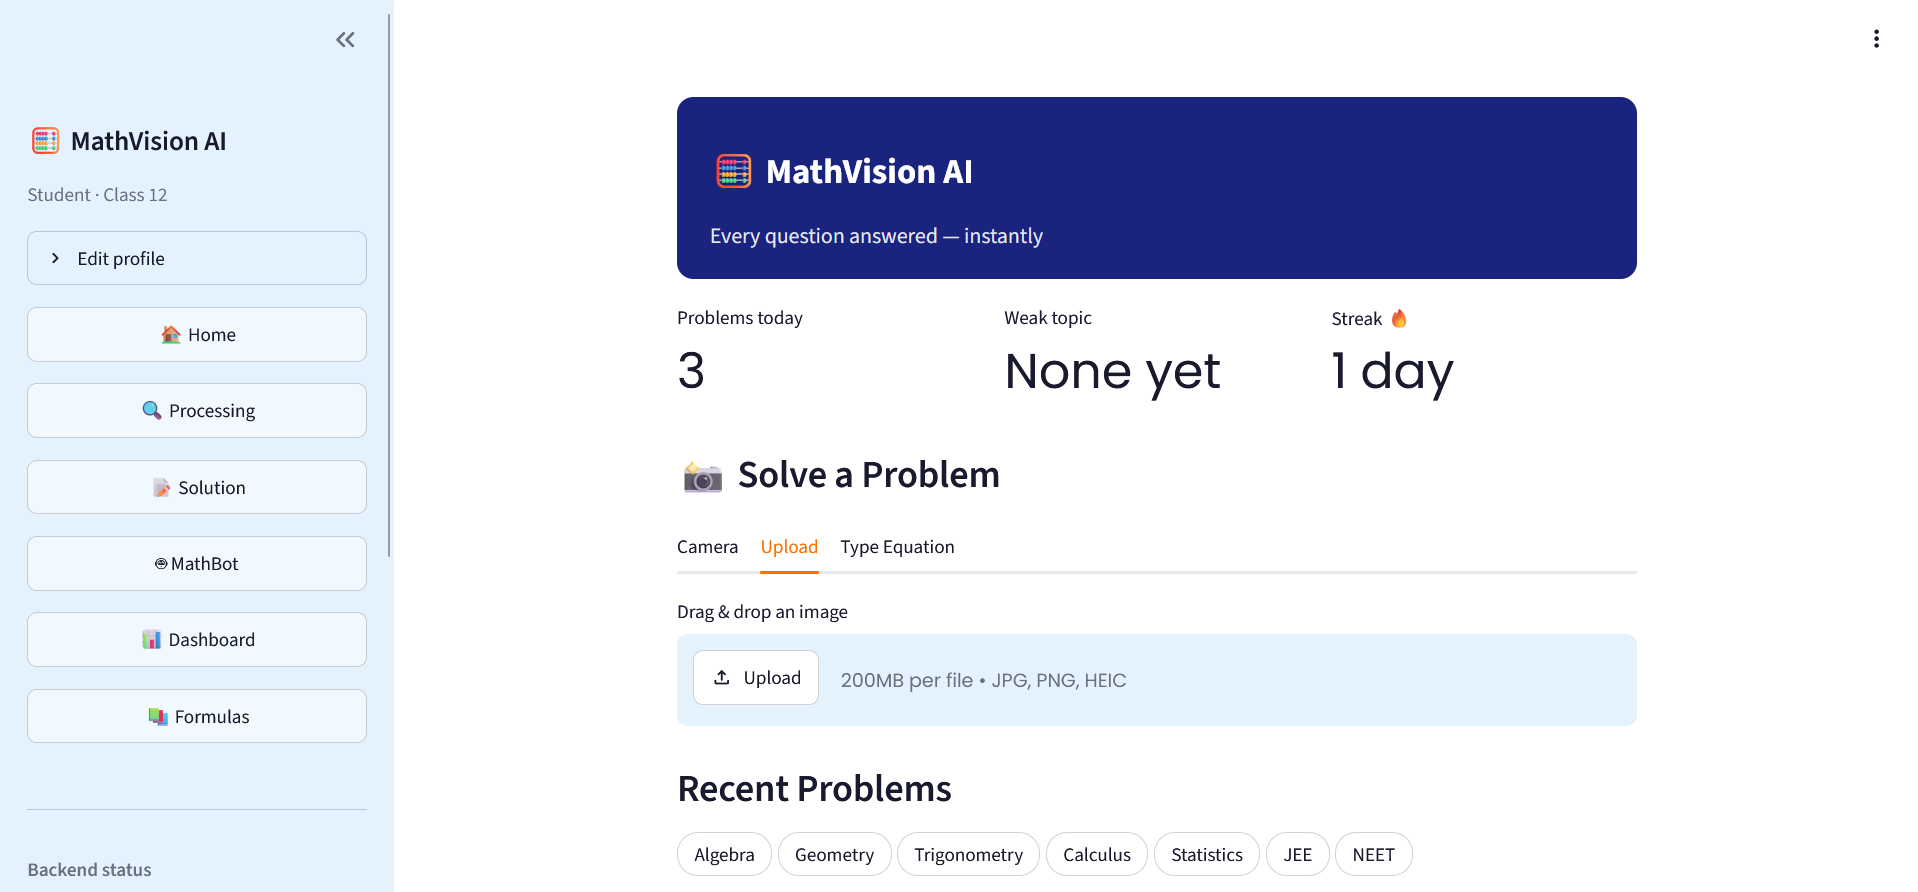 MathVision AI
Student · Class 12
Edit profile
Home
Processing
Solution
MathBot
Dashboard
Formulas
Backend status
MathVision AI
Every question answered — instantly
Problems today
3
Weak topic
None yet
Streak
1 day
Solve a Problem
Camera Upload Type Equation
Drag & drop an image
Upload 200MB per file • JPG, PNG, HEIC
Recent Problems
Algebra Geometry Trigonometry Calculus Statistics JEE NEET